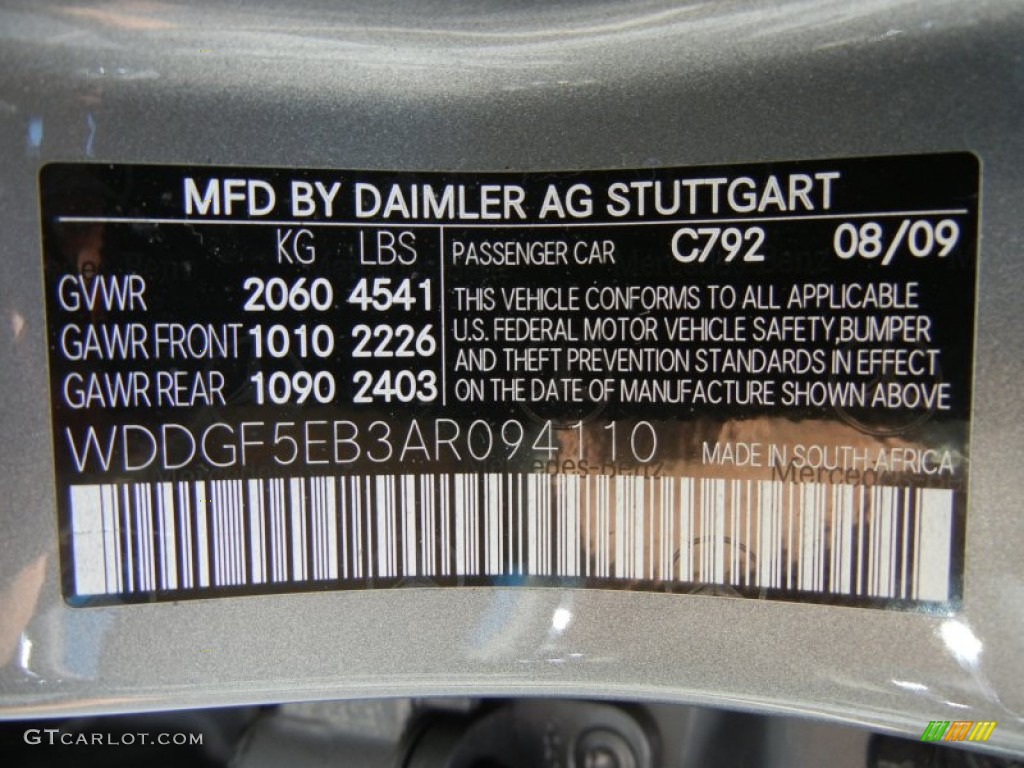 MFD BY DAIMLER AG STUTTGART
KG LBS
GVWR 2060 4541
GAWR FRONT 1010 2226
GAWR REAR 1090 2403
PASSENGER CAR C792 08/09
THIS VEHICLE CONFORMS TO ALL APPLICABLE
U.S. FEDERAL MOTOR VEHICLE SAFETY, BUMPER
AND THEFT PREVENTION STANDARDS IN EFFECT
ON THE DATE OF MANUFACTURE SHOWN ABOVE
WDDGF5EB3AR094110 MADE IN SOUTH-AFRICA
Mercedes-Benz
GTCARLOT.COM